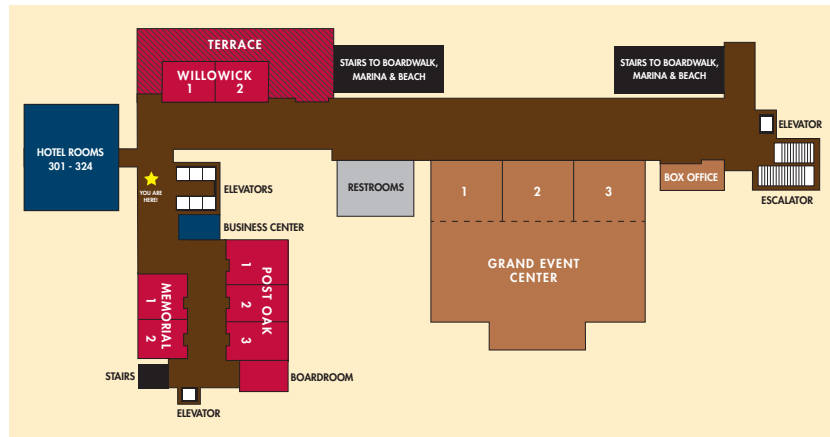 TERRACE
WILLOWICK
1 2
STAIRS TO BOARDWALK,
MARINA & BEACH
STAIRS TO BOARDWALK,
MARINA & BEACH
ELEVATOR
HOTEL ROOMS
301 - 324
YOU ARE
HERE!
ELEVATORS
RESTROOMS
1 2 3
BOX OFFICE
ESCALATOR
BUSINESS CENTER
GRAND EVENT
CENTER
POST OAK
1
2
3
MEMORIAL
1
2
STAIRS
BOARDROOM
ELEVATOR